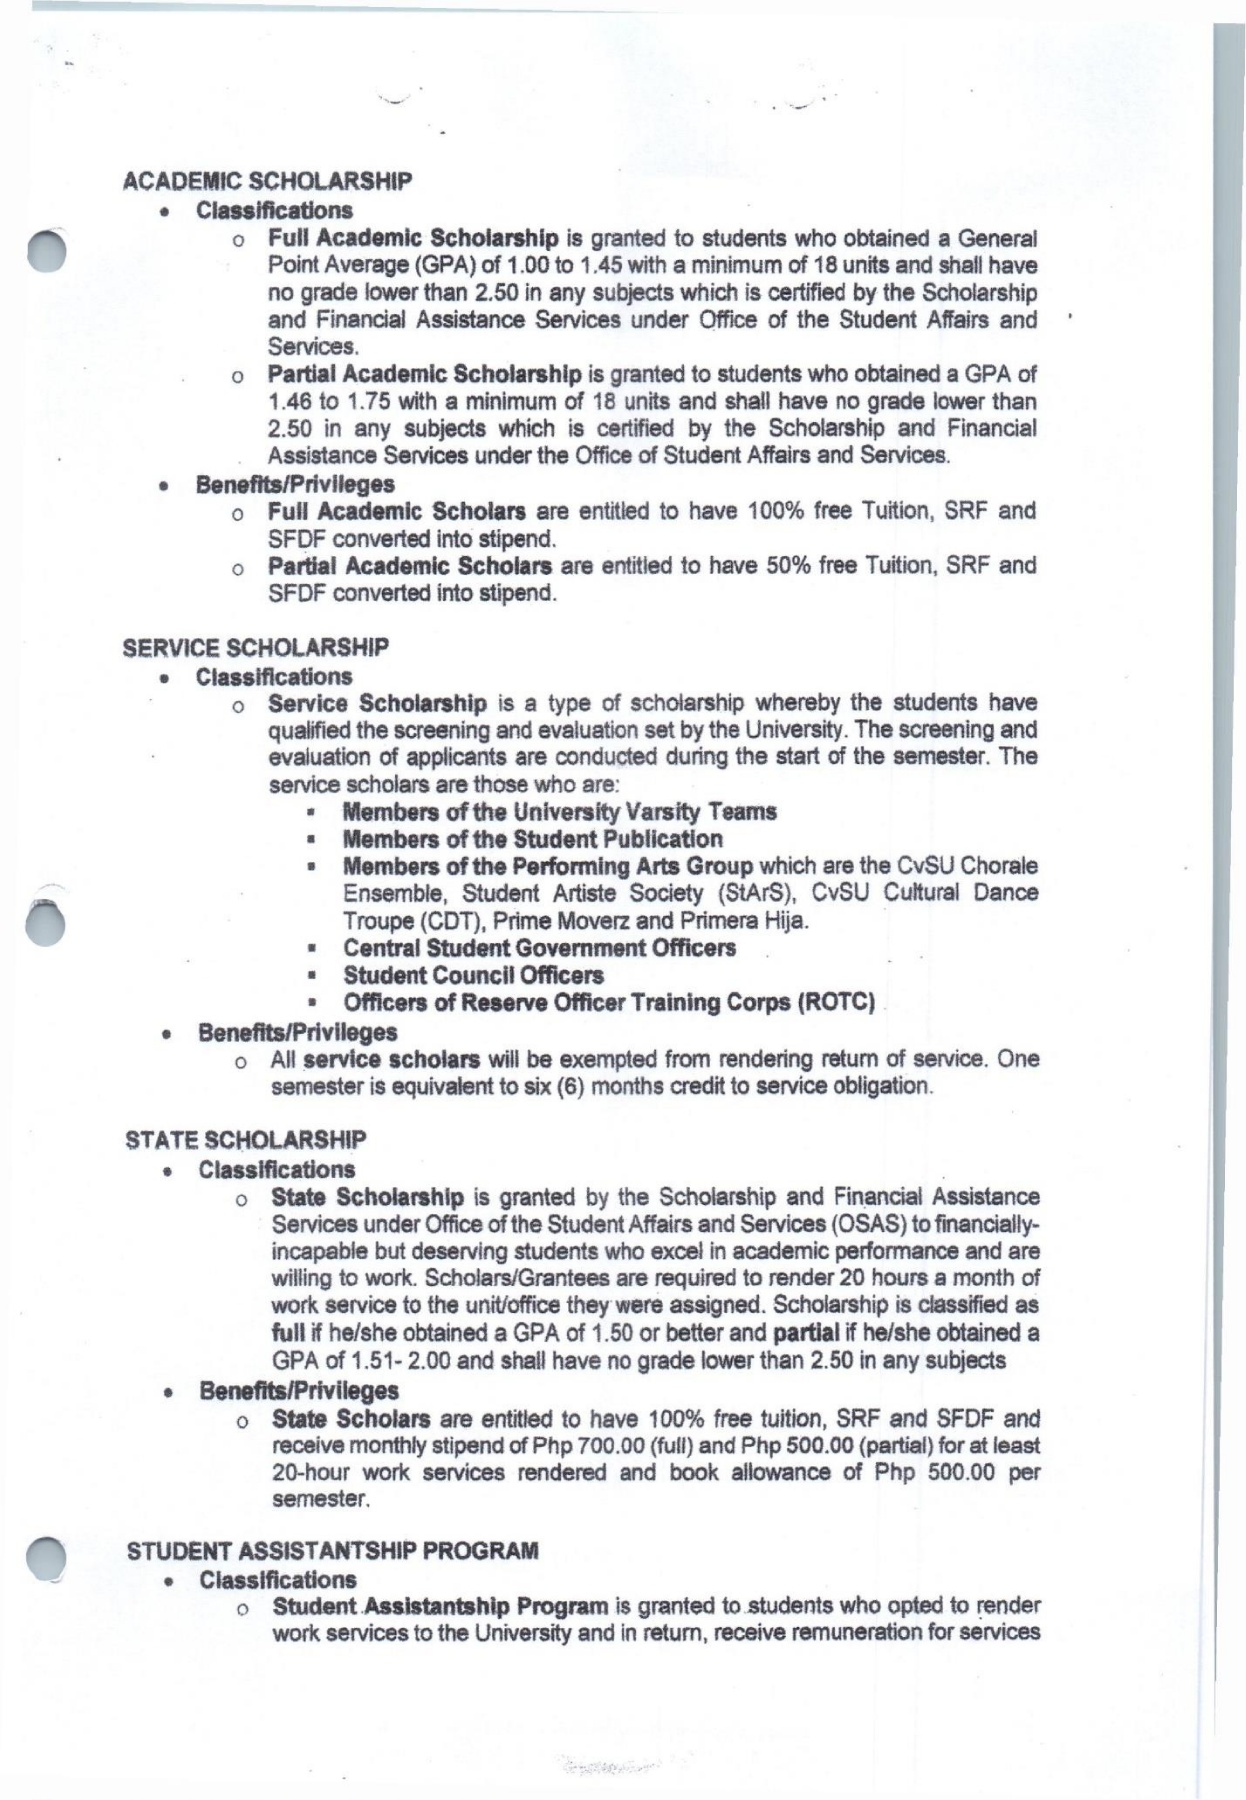 ACADEMIC SCHOLARSHIP
• Classifications
o Full Academic Scholarship is granted to students who obtained a General
Point Average (GPA) of 1.00 to 1.45 with a minimum of 18 units and shall have
no grade lower than 2.50 in any subjects which is certified by the Scholarship
and Financial Assistance Services under Office of the Student Affairs and
Services.
o Partial Academic Scholarship is granted to students who obtained a GPA of
1.46 to 1.75 with a minimum of 18 units and shall have no grade lower than
2.50 in any subjects which is certified by the Scholarship and Financial
Assistance Services under the Office of Student Affairs and Services.
• Benefits/Privileges
o Full Academic Scholars are entitled to have 100% free Tuition, SRF and
SFDF converted into stipend.
o Partial Academic Scholars are entitled to have 50% free Tuition, SRF and
SFDF converted into stipend.
SERVICE SCHOLARSHIP
• Classifications
o Service Scholarship is a type of scholarship whereby the students have
qualified the screening and evaluation set by the University. The screening and
evaluation of applicants are conducted during the start of the semester. The
service scholars are those who are:
▪ Members of the University Varsity Teams
▪ Members of the Student Publication
▪ Members of the Performing Arts Group which are the CvSU Chorale
Ensemble, Student Artiste Society (StArS), CvSU Cultural Dance
Troupe (CDT), Prime Moverz and Primera Hija.
▪ Central Student Government Officers
▪ Student Council Officers
▪ Officers of Reserve Officer Training Corps (ROTC)
• Benefits/Privileges
o All service scholars will be exempted from rendering return of service. One
semester is equivalent to six (6) months credit to service obligation.
STATE SCHOLARSHIP
• Classifications
o State Scholarship is granted by the Scholarship and Financial Assistance
Services under Office of the Student Affairs and Services (OSAS) to financially-
incapable but deserving students who excel in academic performance and are
willing to work. Scholars/Grantees are required to render 20 hours a month of
work service to the unit/office they were assigned. Scholarship is classified as
full if he/she obtained a GPA of 1.50 or better and partial if he/she obtained a
GPA of 1.51- 2.00 and shall have no grade lower than 2.50 in any subjects
• Benefits/Privileges
o State Scholars are entitled to have 100% free tuition, SRF and SFDF and
receive monthly stipend of Php 700.00 (full) and Php 500.00 (partial) for at least
20-hour work services rendered and book allowance of Php 500.00 per
semester.
STUDENT ASSISTANTSHIP PROGRAM
• Classifications
o Student Assistantship Program is granted to students who opted to render
work services to the University and in return, receive remuneration for services